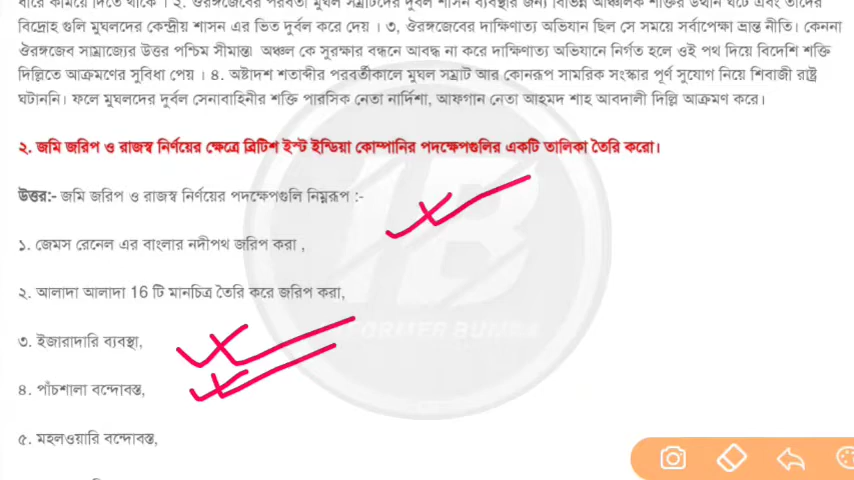 ২. ঔরঙ্গজেবের পরবর্তী মুঘল সম্রাটদের দুর্বল শাসন ব্যবস্থার জন্য বিভিন্ন আঞ্চলিক শক্তির উত্থান ঘটে এবং তাদের
বিদ্রোহ গুলি মুঘলদের কেন্দ্রীয় শাসন এর ভিত দুর্বল করে দেয় । ৩, ঔরঙ্গজেবের দাক্ষিণাত্য অভিযান ছিল সে সময়ে সর্বাপেক্ষা ভ্রান্ত নীতি। কেননা
ঔরঙ্গজেব সাম্রাজ্যের উত্তর পশ্চিম সীমান্ত অঞ্চল কে সুরক্ষার বন্ধনে আবদ্ধ না করে দাক্ষিণাত্য অভিযানে নির্গত হলে ওই পথ দিয়ে বিদেশি শক্তি
দিল্লিতে আক্রমণের সুবিধা পেয় । ৪. অষ্টাদশ শতাব্দীর পরবর্তীকালে মুঘল সম্রাট আর কোনরূপ সামরিক সংস্কার পূর্ণ সুযোগ নিয়ে শিবাজী রাষ্ট্র
ঘটাননি। ফলে মুঘলদের দুর্বল সেনাবাহিনীর শক্তি পারসিক নেতা নার্দিশা, আফগান নেতা আহমদ শাহ আবদালী দিল্লি আক্রমণ করে।
২. জমি জরিপ ও রাজস্ব নির্ণয়ের ক্ষেত্রে ব্রিটিশ ইস্ট ইন্ডিয়া কোম্পানির পদক্ষেপগুলির একটি তালিকা তৈরি করো।
উত্তর:- জমি জরিপ ও রাজস্ব নির্ণয়ের পদক্ষেপগুলি নিম্নরূপ :-
১. জেমস রেনেল এর বাংলার নদীপথ জরিপ করা ,
২. আলাদা আলাদা 16 টি মানচিত্র তৈরি করে জরিপ করা,
৩. ইজারাদারি ব্যবস্থা,
৪. পাঁচশালা বন্দোবস্ত,
৫. মহলওয়ারি বন্দোবস্ত,